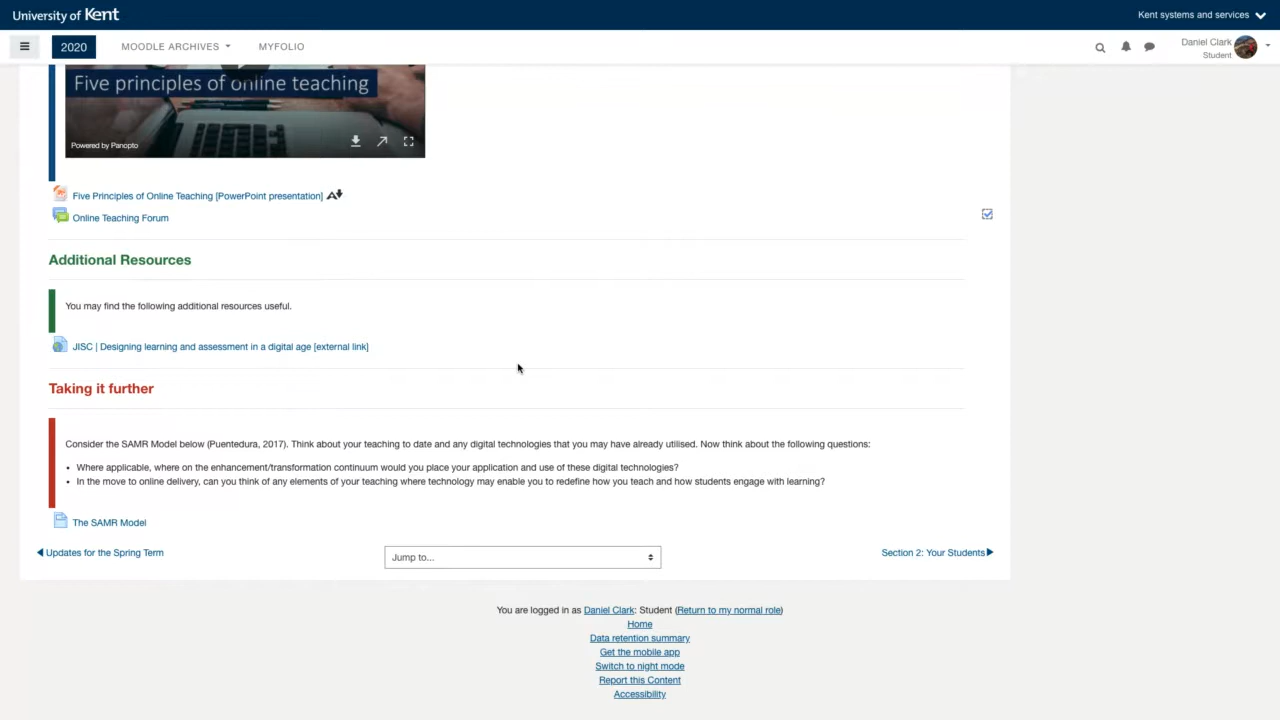 University of Kent
Kent systems and services
2020
MOODLE ARCHIVES
MYFOLIO
Daniel Clark
Student
Five principles of online teaching
Powered by Panopto
Five Principles of Online Teaching [PowerPoint presentation]
Online Teaching Forum
Additional Resources
You may find the following additional resources useful.
JISC | Designing learning and assessment in a digital age [external link]
Taking it further
Consider the SAMR Model below (Puentedura, 2017). Think about your teaching to date and any digital technologies that you may have already utilised. Now think about the following questions:
• Where applicable, where on the enhancement/transformation continuum would you place your application and use of these digital technologies?
• In the move to online delivery, can you think of any elements of your teaching where technology may enable you to redefine how you teach and how students engage with learning?
The SAMR Model
◀ Updates for the Spring Term
Jump to...
Section 2: Your Students ▶
You are logged in as Daniel Clark: Student (Return to my normal role)
Home
Data retention summary
Get the mobile app
Switch to night mode
Report this Content
Accessibility